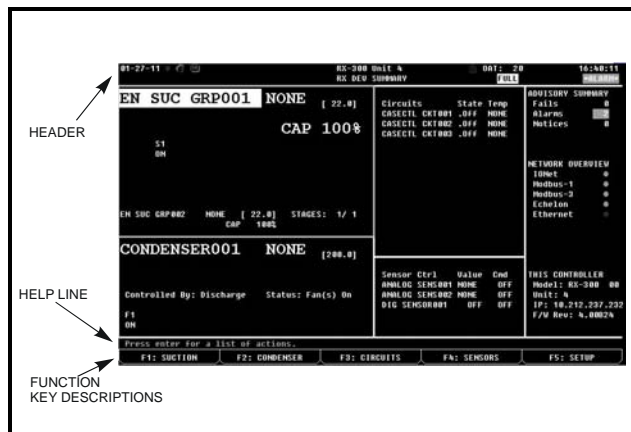 01-27-11
RX-300 Unit 4
DAT: 20
16:40:11
RX DEV SUMMARY
FULL
*ALARM*
EN SUC GRP001 NONE [ 22.0]
CAP 100%
S1
ON
EN SUC GRP002 NONE [ 22.0] STAGES: 1/ 1
CAP 100%
CONDENSER001 NONE [200.0]
Controlled By: Discharge Status: Fan(s) On
F1
ON
Circuits State Temp
CASECTL CKT001 .Off NONE
CASECTL CKT002 .Off NONE
CASECTL CKT003 .Off NONE
Sensor Ctrl Value Cmd
ANALOG SENS001 NONE OFF
ANALOG SENS002 NONE OFF
DIG SENSOR001 OFF OFF
ADVISORY SUMMARY
Fails 0
Alarms 2
Notices 0
NETWORK OVERVIEW
IONet
Modbus-1
Modbus-3
Echelon
Ethernet
THIS CONTROLLER
Model: RX-300 00
Unit: 4
IP: 10.212.237.232
F/W Rev: 4.00B24
Press enter for a list of actions.
F1: SUCTION F2: CONDENSER F3: CIRCUITS F4: SENSORS F5: SETUP
HEADER
HELP LINE
FUNCTION
KEY DESCRIPTIONS